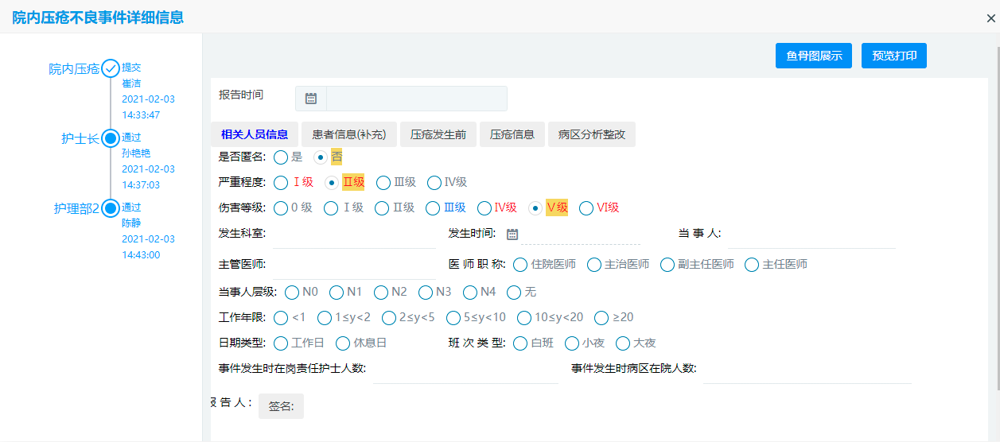 院内压疮不良事件详细信息
鱼骨图展示 预览打印
院内压疮 提交
崔洁
2021-02-03
14:33:47
护士长 通过
孙艳艳
2021-02-03
14:37:03
护理部2 通过
陈静
2021-02-03
14:43:00
报告时间
相关人员信息 患者信息(补充) 压疮发生前 压疮信息 病区分析整改
是否匿名: 是 否
严重程度: Ⅰ级 Ⅱ级 Ⅲ级 Ⅳ级
伤害等级: 0 级 Ⅰ级 Ⅱ级 Ⅲ级 Ⅳ级 Ⅴ级 Ⅵ级
发生科室: 发生时间: 当 事 人:
主管医师: 医 师 职 称: 住院医师 主治医师 副主任医师 主任医师
当事人层级: N0 N1 N2 N3 N4 无
工作年限: <1 1≤y<2 2≤y<5 5≤y<10 10≤y<20 ≥20
日期类型: 工作日 休息日 班 次 类 型: 白班 小夜 大夜
事件发生时在岗责任护士人数: 事件发生时病区在院人数:
报 告 人 : 签名: